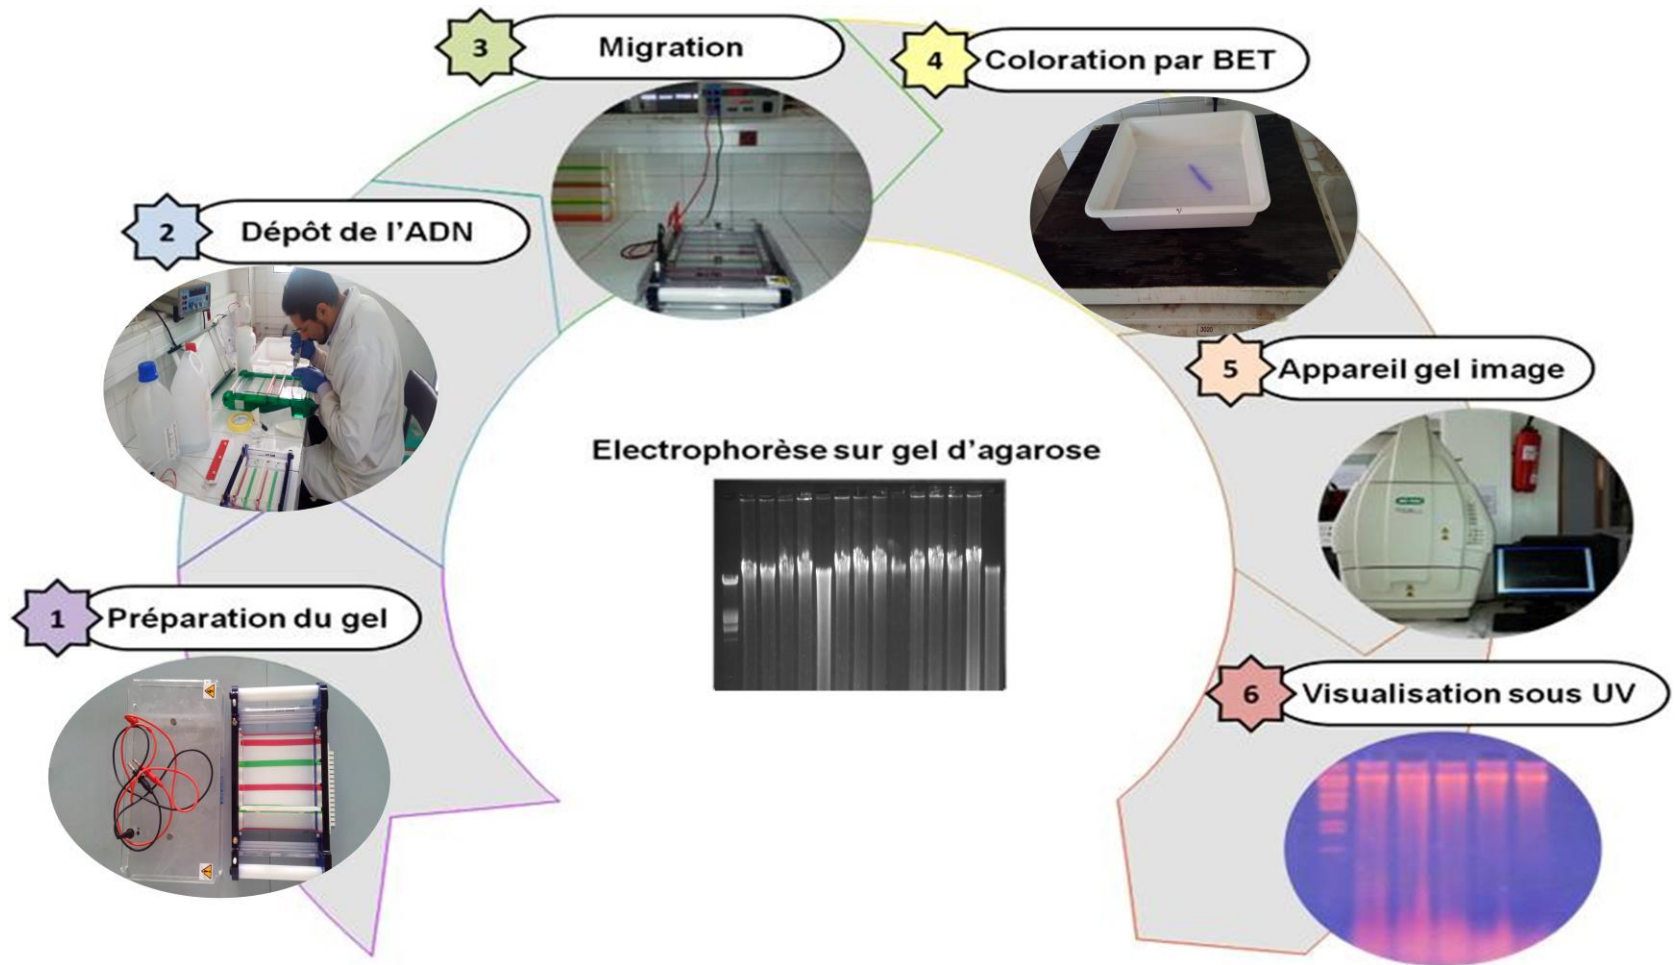 3
Migration
4
Coloration par BET
2
Dépôt de l'ADN
5
Appareil gel image
Electrophorèse sur gel d'agarose
1
Préparation du gel
6
Visualisation sous UV